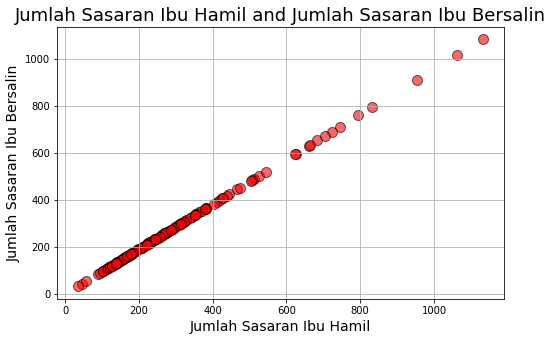 Jumlah Sasaran Ibu Hamil and Jumlah Sasaran Ibu Bersalin
1000
800
600
400
200
0
Jumlah Sasaran Ibu Bersalin
0 200 400 600 800 1000
Jumlah Sasaran Ibu Hamil